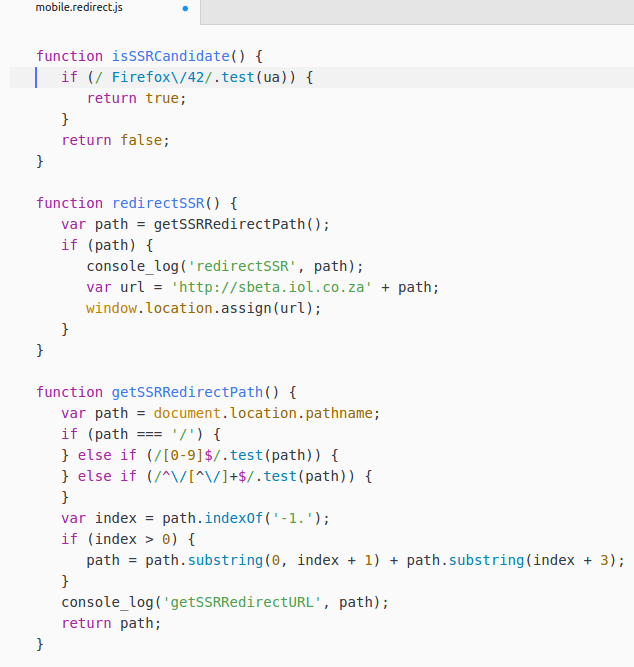 mobile.redirect.js
function isSSRCandidate() {
   if (/ Firefox\/42/.test(ua)) {
      return true;
   }
   return false;
}

function redirectSSR() {
   var path = getSSRRedirectPath();
   if (path) {
      console_log('redirectSSR', path);
      var url = 'http://sbeta.iol.co.za' + path;
      window.location.assign(url);
   }
}

function getSSRRedirectPath() {
   var path = document.location.pathname;
   if (path === '/') {
   } else if (/[0-9]$/.test(path)) {
   } else if (/^\/[^\/]+$/.test(path)) {
   }
   var index = path.indexOf('-1.');
   if (index > 0) {
      path = path.substring(0, index + 1) + path.substring(index + 3);
   }
   console_log('getSSRRedirectURL', path);
   return path;
}